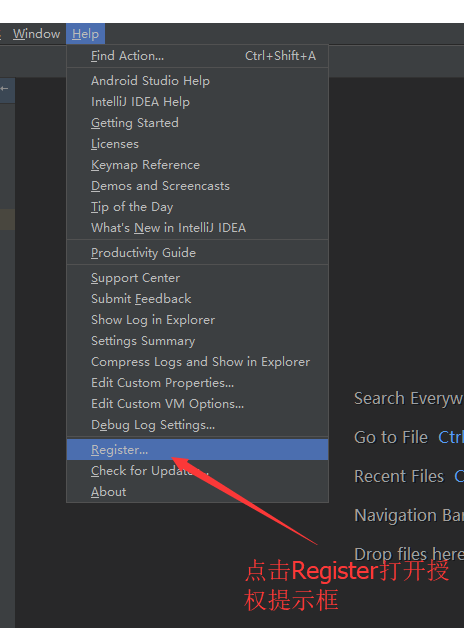 Window Help
Find Action... Ctrl+Shift+A
Android Studio Help
IntelliJ IDEA Help
Getting Started
Licenses
Keymap Reference
Demos and Screencasts
Tip of the Day
What's New in IntelliJ IDEA
Productivity Guide
Support Center
Submit Feedback
Show Log in Explorer
Settings Summary
Compress Logs and Show in Explorer
Edit Custom Properties...
Edit Custom VM Options...
Debug Log Settings...
Register...
Check for Update
About
Search Everyw
Go to File Ctrl
Recent Files C
Navigation Bar
Drop files here
点击Register打开授
权提示框